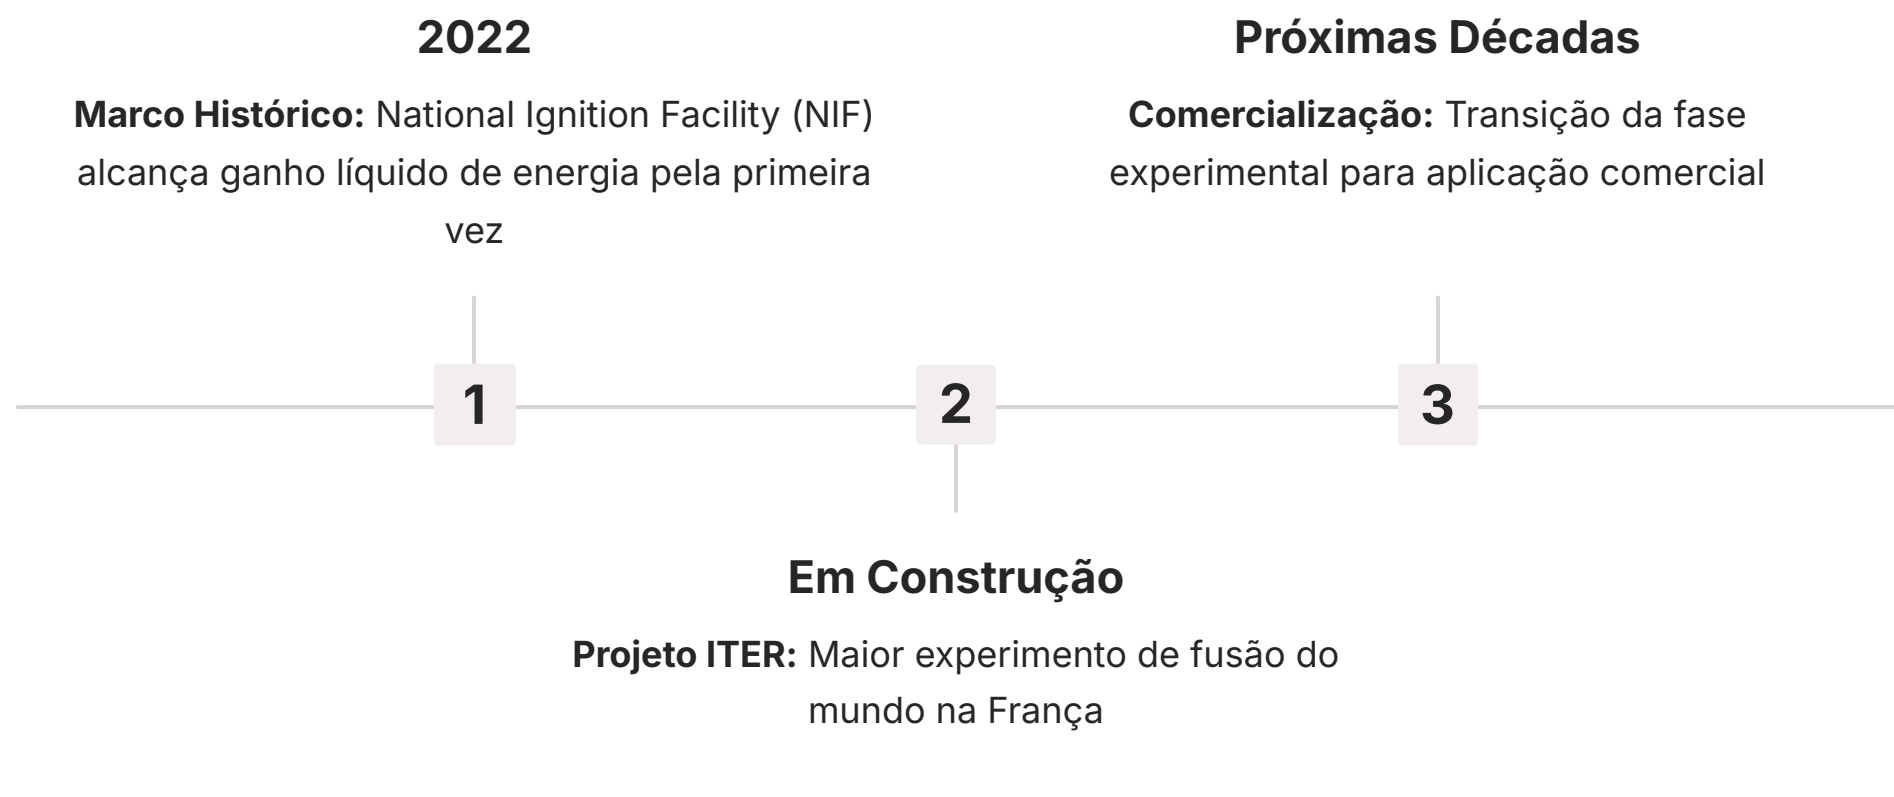 2022
Marco Histórico: National Ignition Facility (NIF)
alcança ganho líquido de energia pela primeira
vez
Próximas Décadas
Comercialização: Transição da fase
experimental para aplicação comercial
1
2
3
Em Construção
Projeto ITER: Maior experimento de fusão do
mundo na França